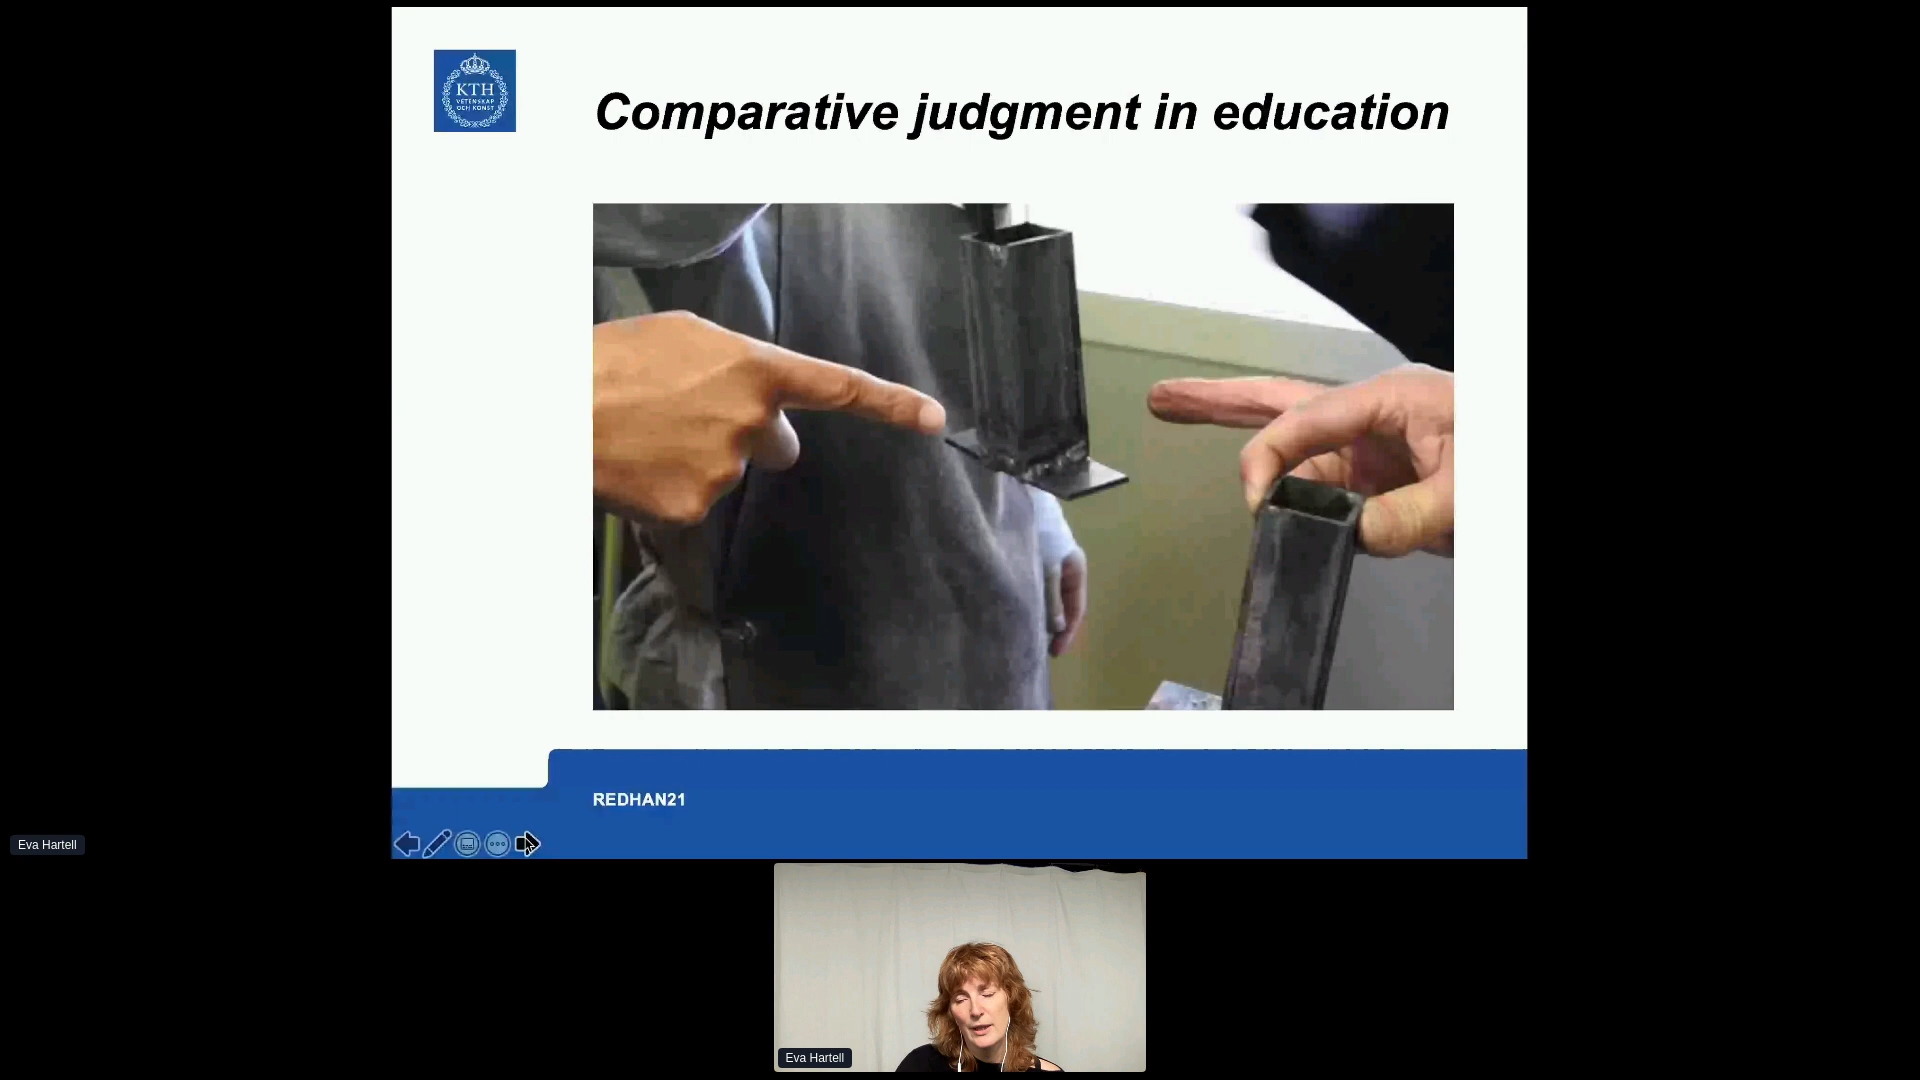 KTH
VETENSKAP
OCH KONST
Comparative judgment in education
REDHAN21
Eva Hartell
Eva Hartell